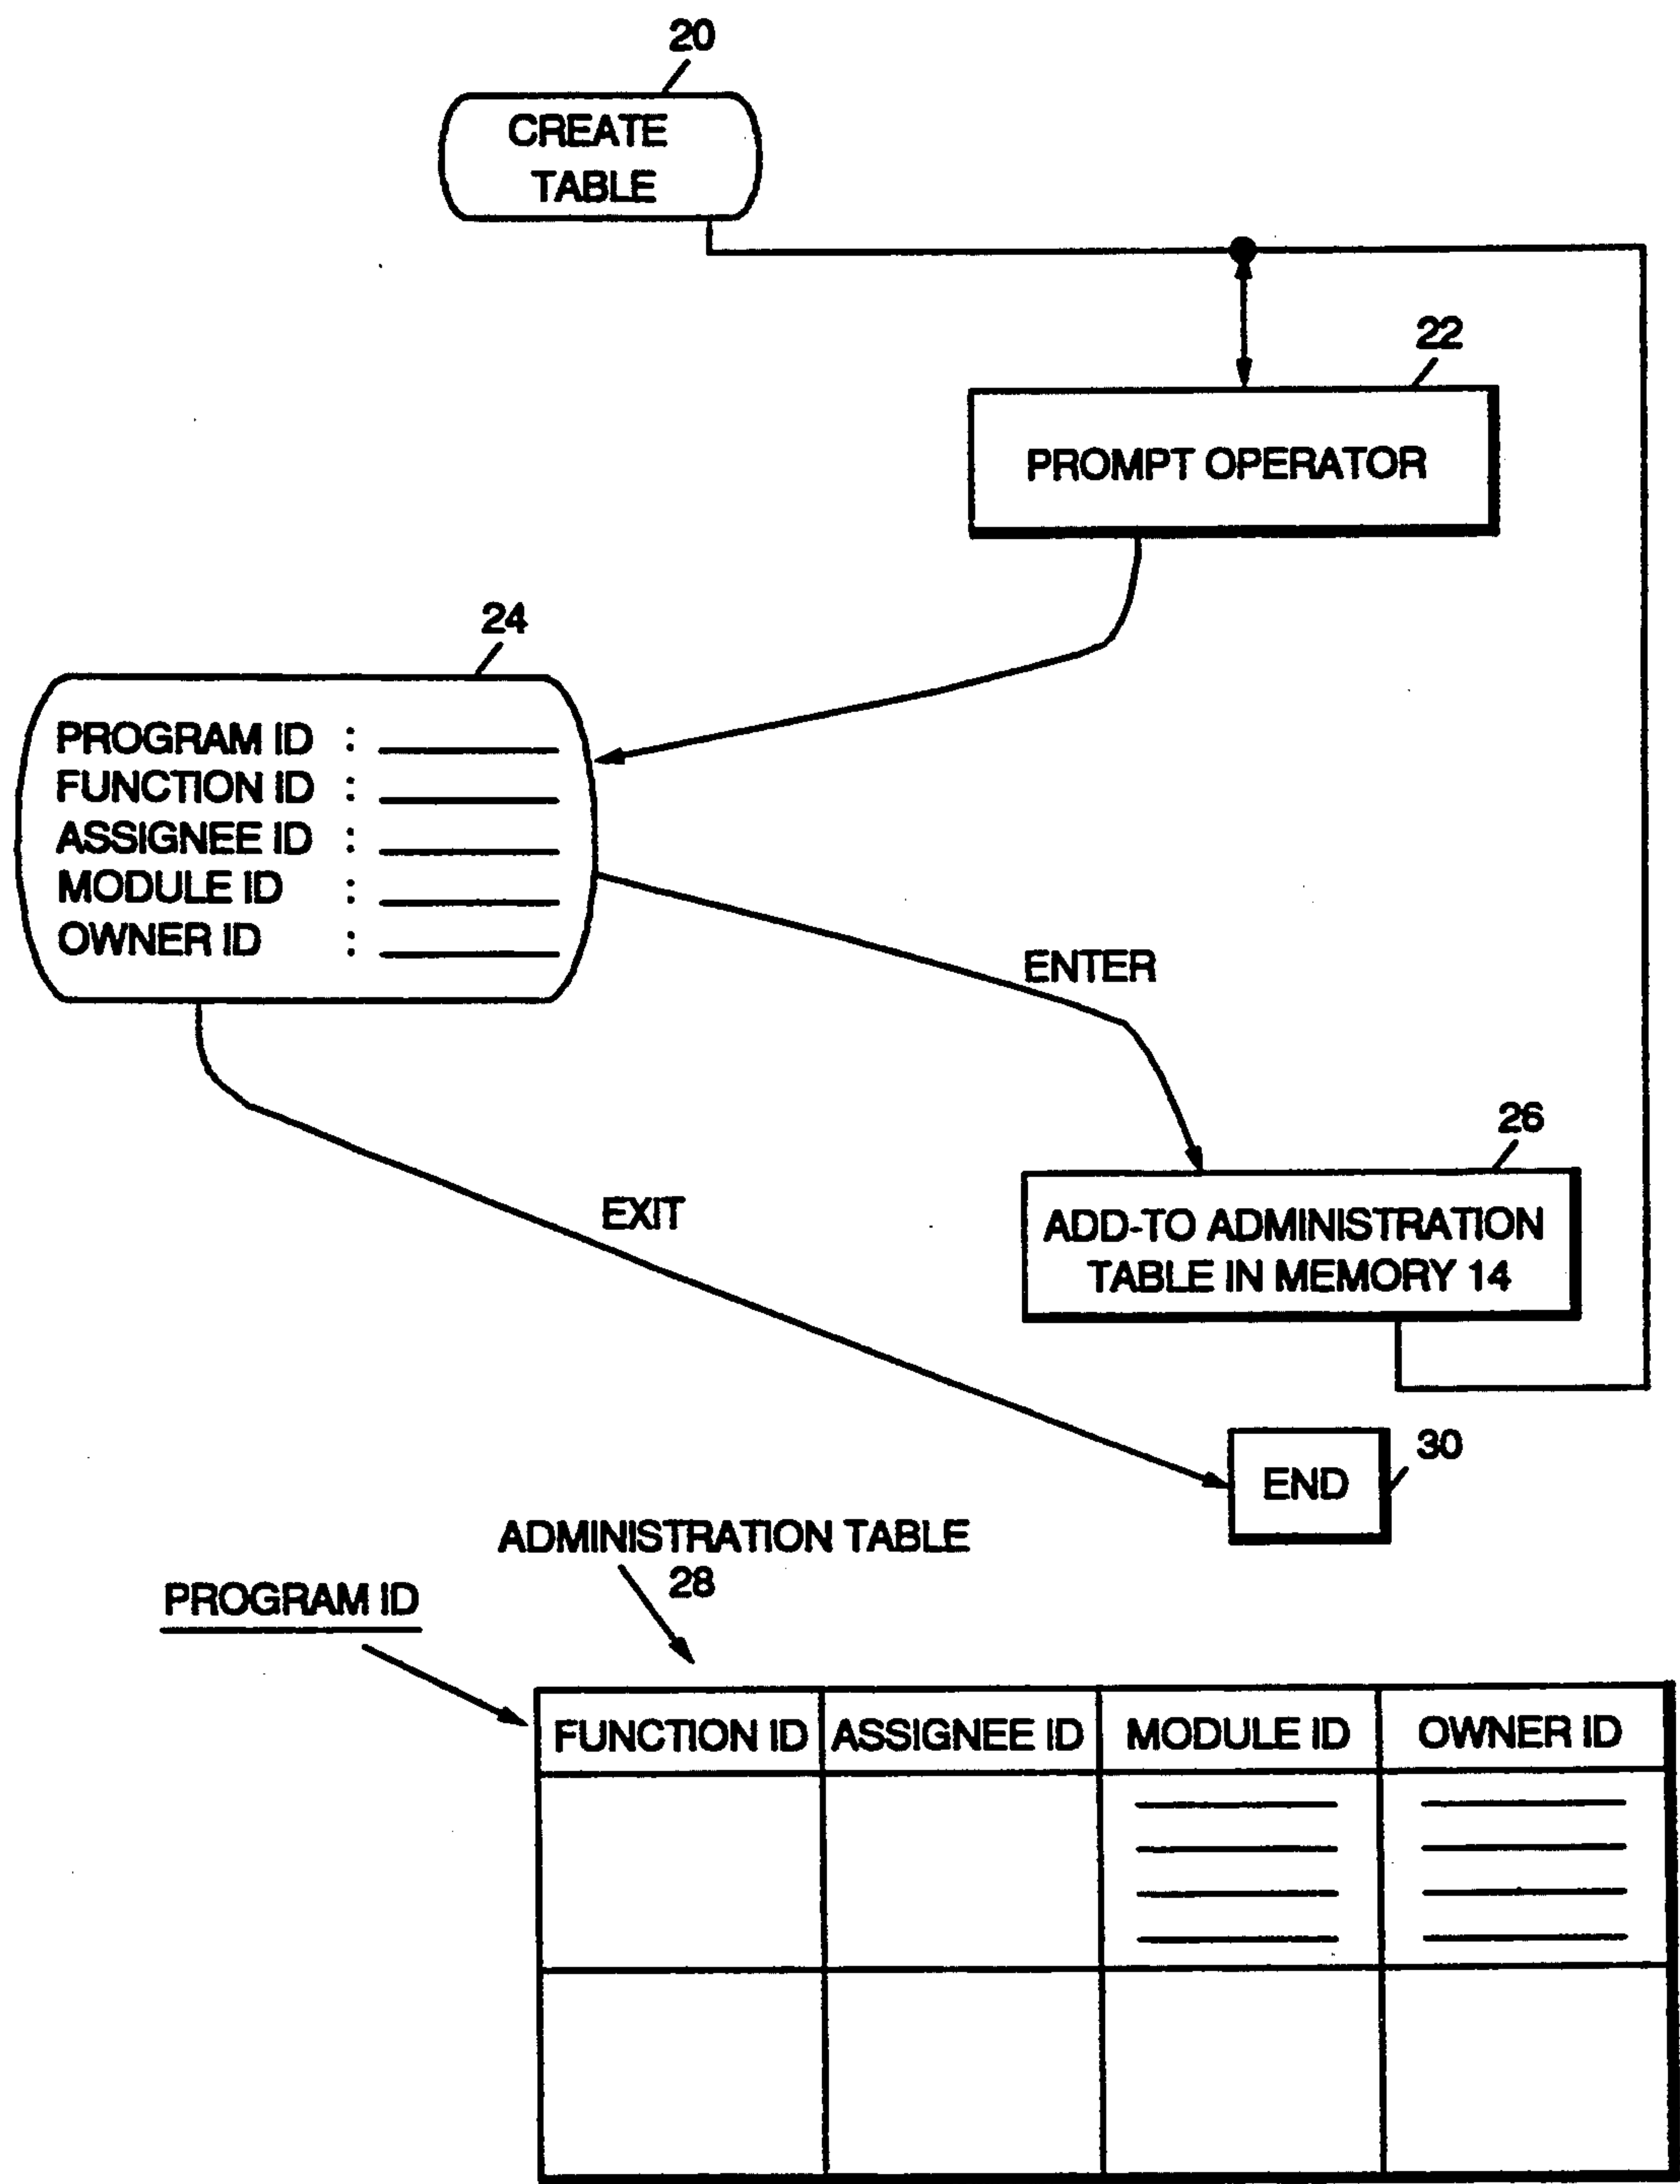 20
CREATE
TABLE
22
PROMPT OPERATOR
24
PROGRAM ID :
FUNCTION ID :
ASSIGNEE ID :
MODULE ID :
OWNER ID :
ENTER
26
ADD-TO ADMINISTRATION
TABLE IN MEMORY 14
EXIT
30
END
ADMINISTRATION TABLE
28
PROGRAM ID
FUNCTION ID ASSIGNEE ID MODULE ID OWNER ID